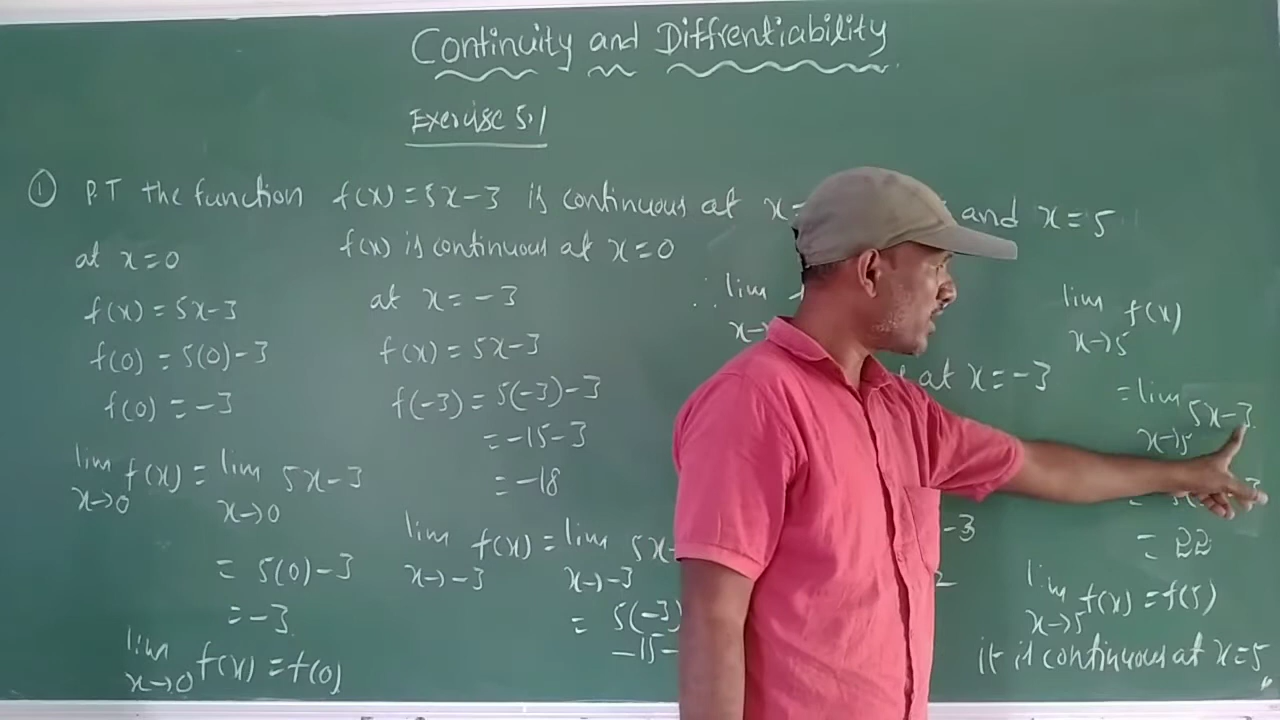 Continuity and Diffrentiability
Exercise 5.1
① P.T the function f(x) = 5x-3 is continuous at x= and x=5
at x=0
f(x) = 5x-3
f(0) = 5(0)-3
f(0) = -3
lim f(x) = lim 5x-3
x→0 x→0
= 5(0)-3
= -3
lim f(x) = f(0)
x→0
f(x) is continuous at x=0
at x = -3
f(x) = 5x-3
f(-3) = 5(-3)-3
= -15-3
= -18
lim f(x) = lim 5x-
x→-3 x→-3
= 5(-3)
-15-
∴ lim
x→
at x=-3
-3
lim f(x)
x→5
= lim 5x-3
x→5
= 22
lim f(x) = f(5)
x→5
it is continuous at x=5